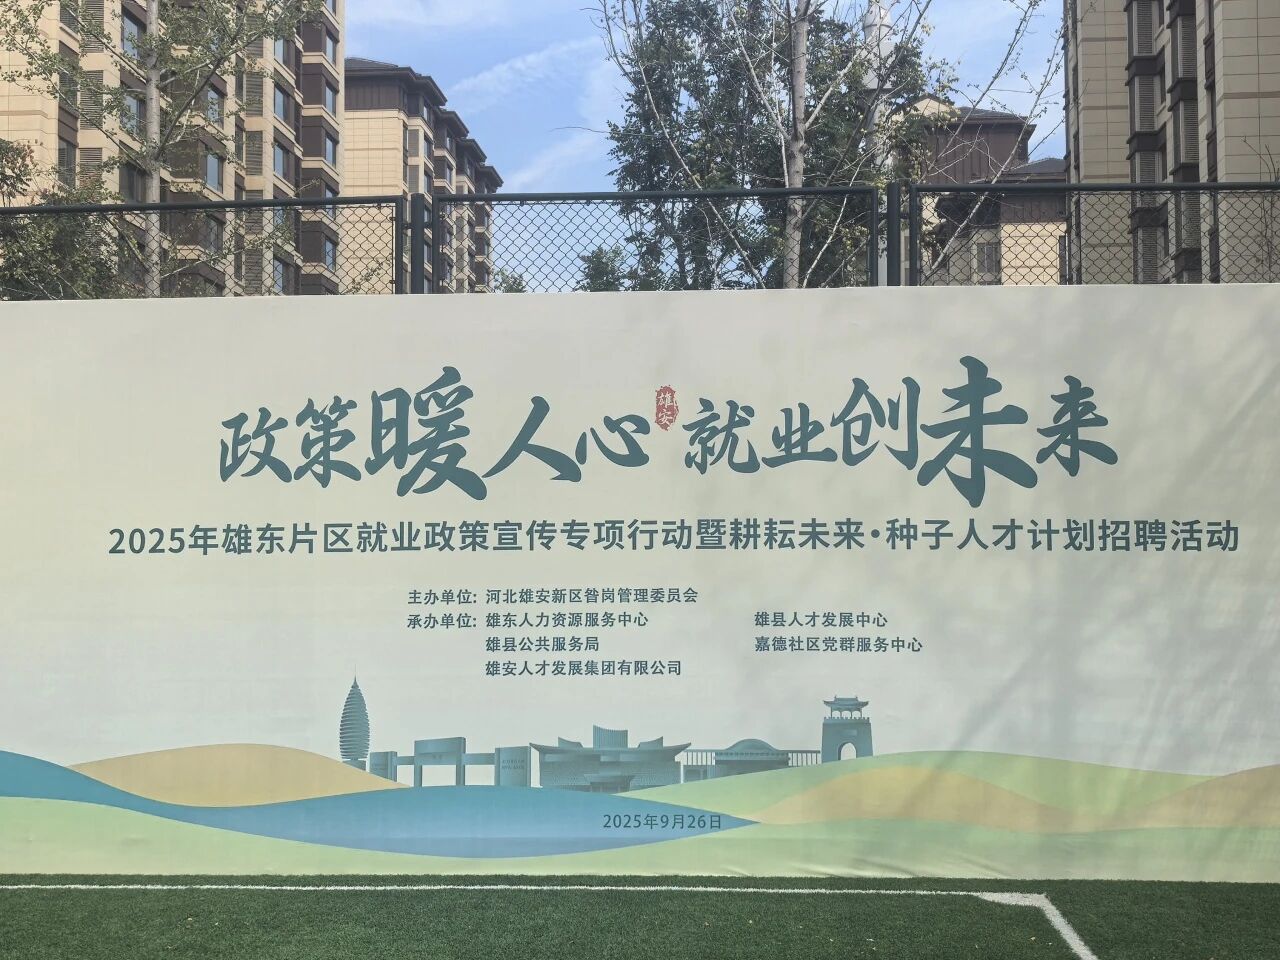 政策暖人心 雄安 就业创未来
2025年雄东片区就业政策宣传专项行动暨耕耘未来·种子人才计划招聘活动
主办单位: 河北雄安新区昝岗管理委员会
承办单位: 雄东人力资源服务中心 雄县人才发展中心
雄县公共服务局 嘉德社区党群服务中心
雄安人才发展集团有限公司
2025年9月26日